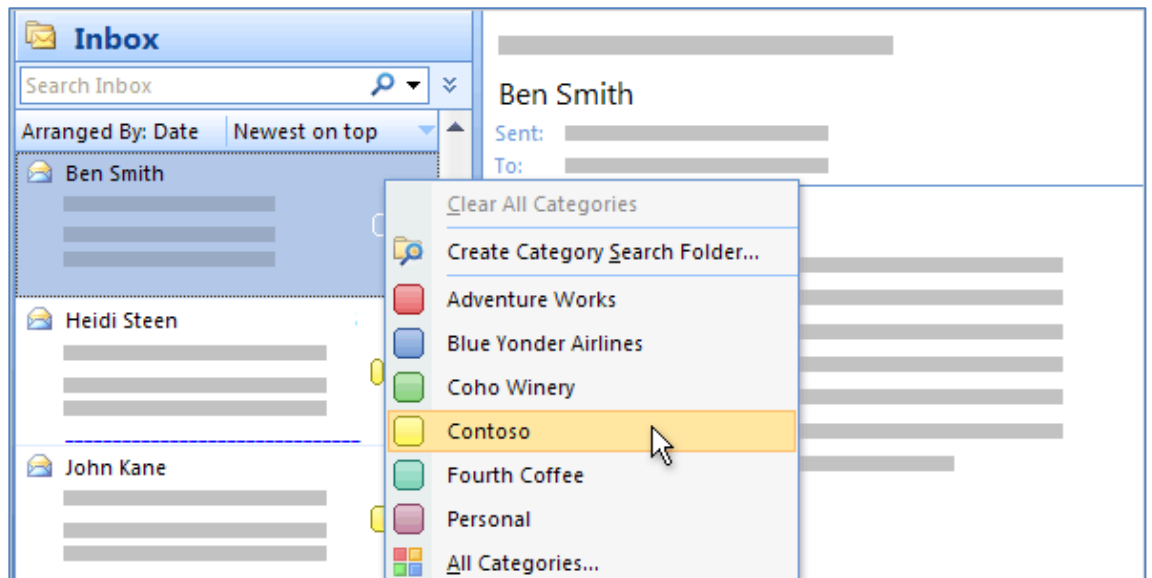 Inbox
Search Inbox
Arranged By: Date Newest on top
Ben Smith
Heidi Steen
John Kane
Ben Smith
Sent:
To:
Clear All Categories
Create Category Search Folder...
Adventure Works
Blue Yonder Airlines
Coho Winery
Contoso
Fourth Coffee
Personal
All Categories...